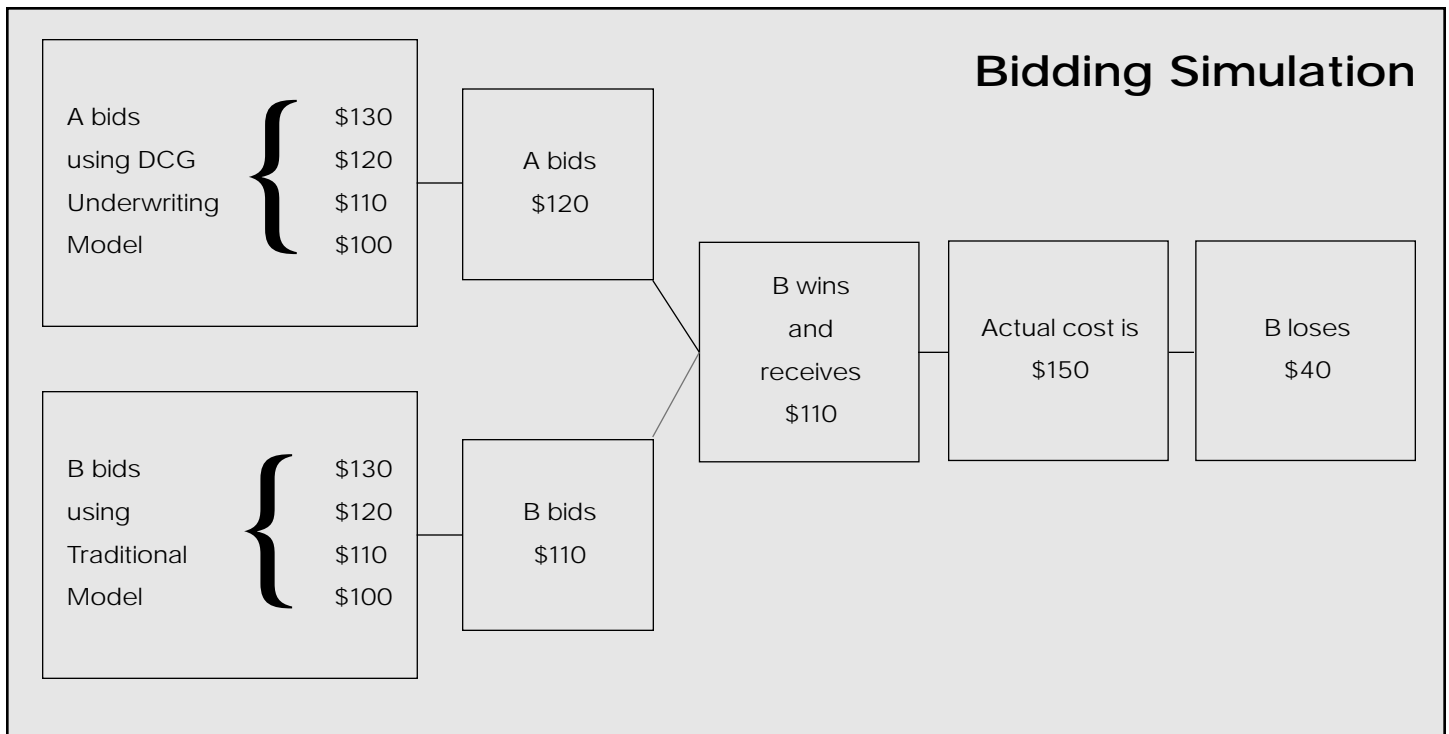 Bidding Simulation
A bids $130
using DCG $120
Underwriting $110
Model $100
A bids
$120
B bids $130
using $120
Traditional $110
Model $100
B bids
$110
B wins
and
receives
$110
Actual cost is
$150
B loses
$40